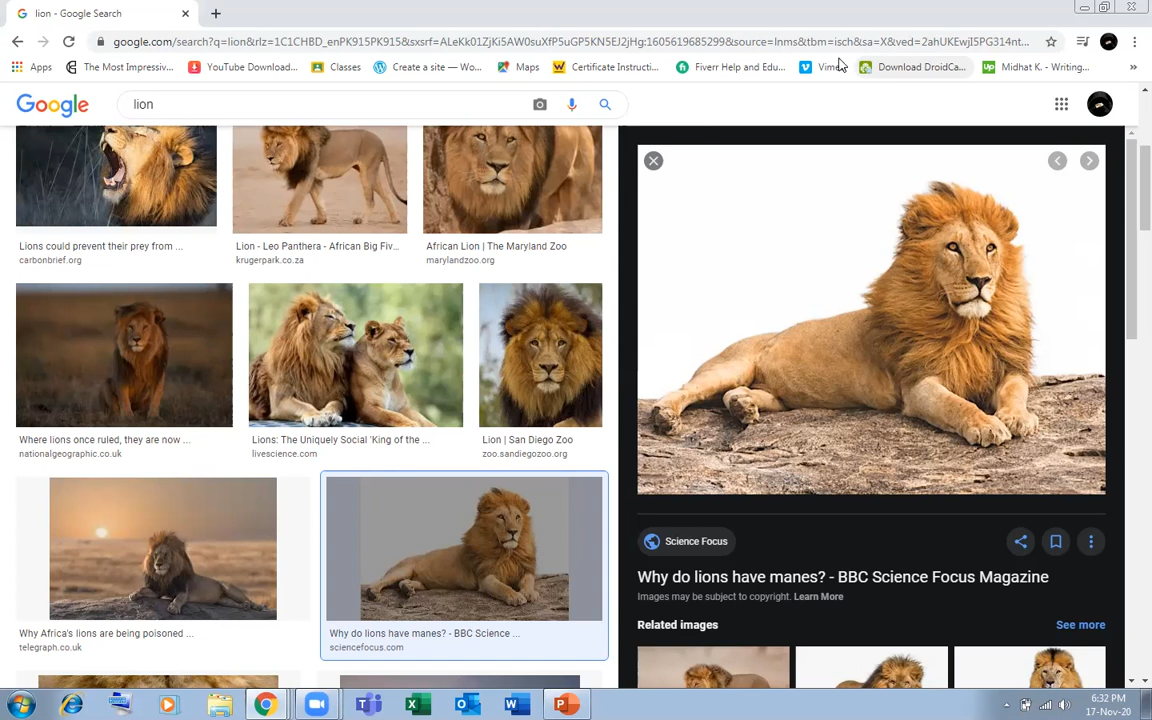 lion - Google Search
google.com/search?q=lion&rlz=1C1CHBD_enPK915PK915&sxsrf=ALeKk01ZjKi5AW0suXfP5uGP5KN5EJ2jHg:1605619685299&source=lnms&tbm=isch&sa=X&ved=2ahUKEwjI5PG314nt...
Apps The Most Impressiv... YouTube Download... Classes Create a site — Wo... Maps Certificate Instructi... Fiverr Help and Edu... Download DroidCa... Midhat K. - Writing... »
Google lion
Lions could prevent their prey from ...
carbonbrief.org
Lion - Leo Panthera - African Big Fiv...
krugerpark.co.za
African Lion | The Maryland Zoo
marylandzoo.org
Where lions once ruled, they are now ...
nationalgeographic.co.uk
Lions: The Uniquely Social 'King of the ...
livescience.com
Lion | San Diego Zoo
zoo.sandiegozoo.org
Why Africa's lions are being poisoned ...
telegraph.co.uk
Why do lions have manes? - BBC Science ...
sciencefocus.com
Science Focus
Why do lions have manes? - BBC Science Focus Magazine
Images may be subject to copyright. Learn More
Related images See more
6:32 PM
17-Nov-20